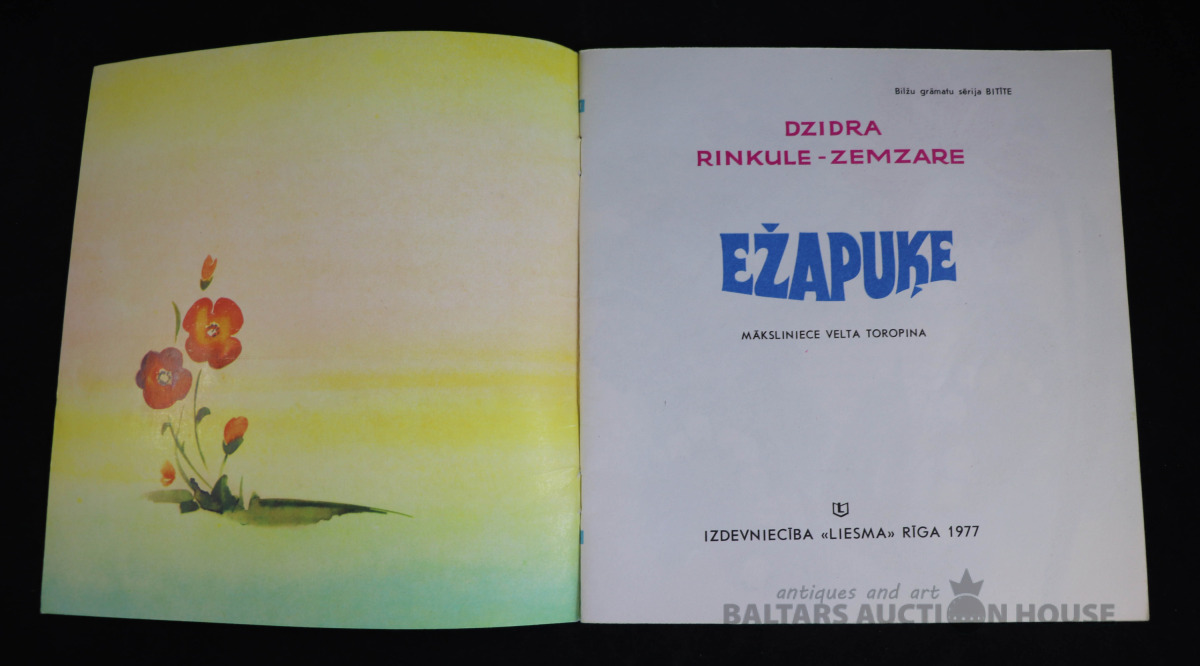 Bilžu grāmatu sērija BITĪTE
DZIDRA
RINKULE-ZEMZARE
EŽAPUĶE
MĀKSLINIECE VELTA TOROPINA
L
IZDEVNIECĪBA «LIESMA» RĪGA 1977
antiques and art
BALTARS AUCTION HOUSE